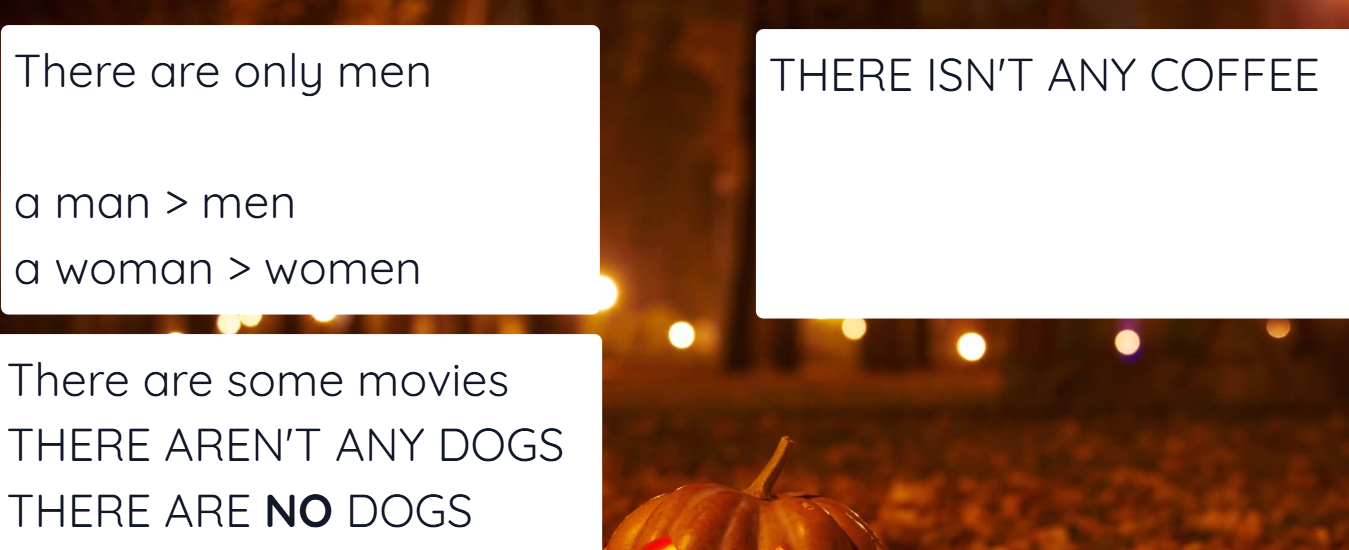 There are only men
a man > men
a woman > women
THERE ISN'T ANY COFFEE
There are some movies
THERE AREN'T ANY DOGS
THERE ARE NO DOGS